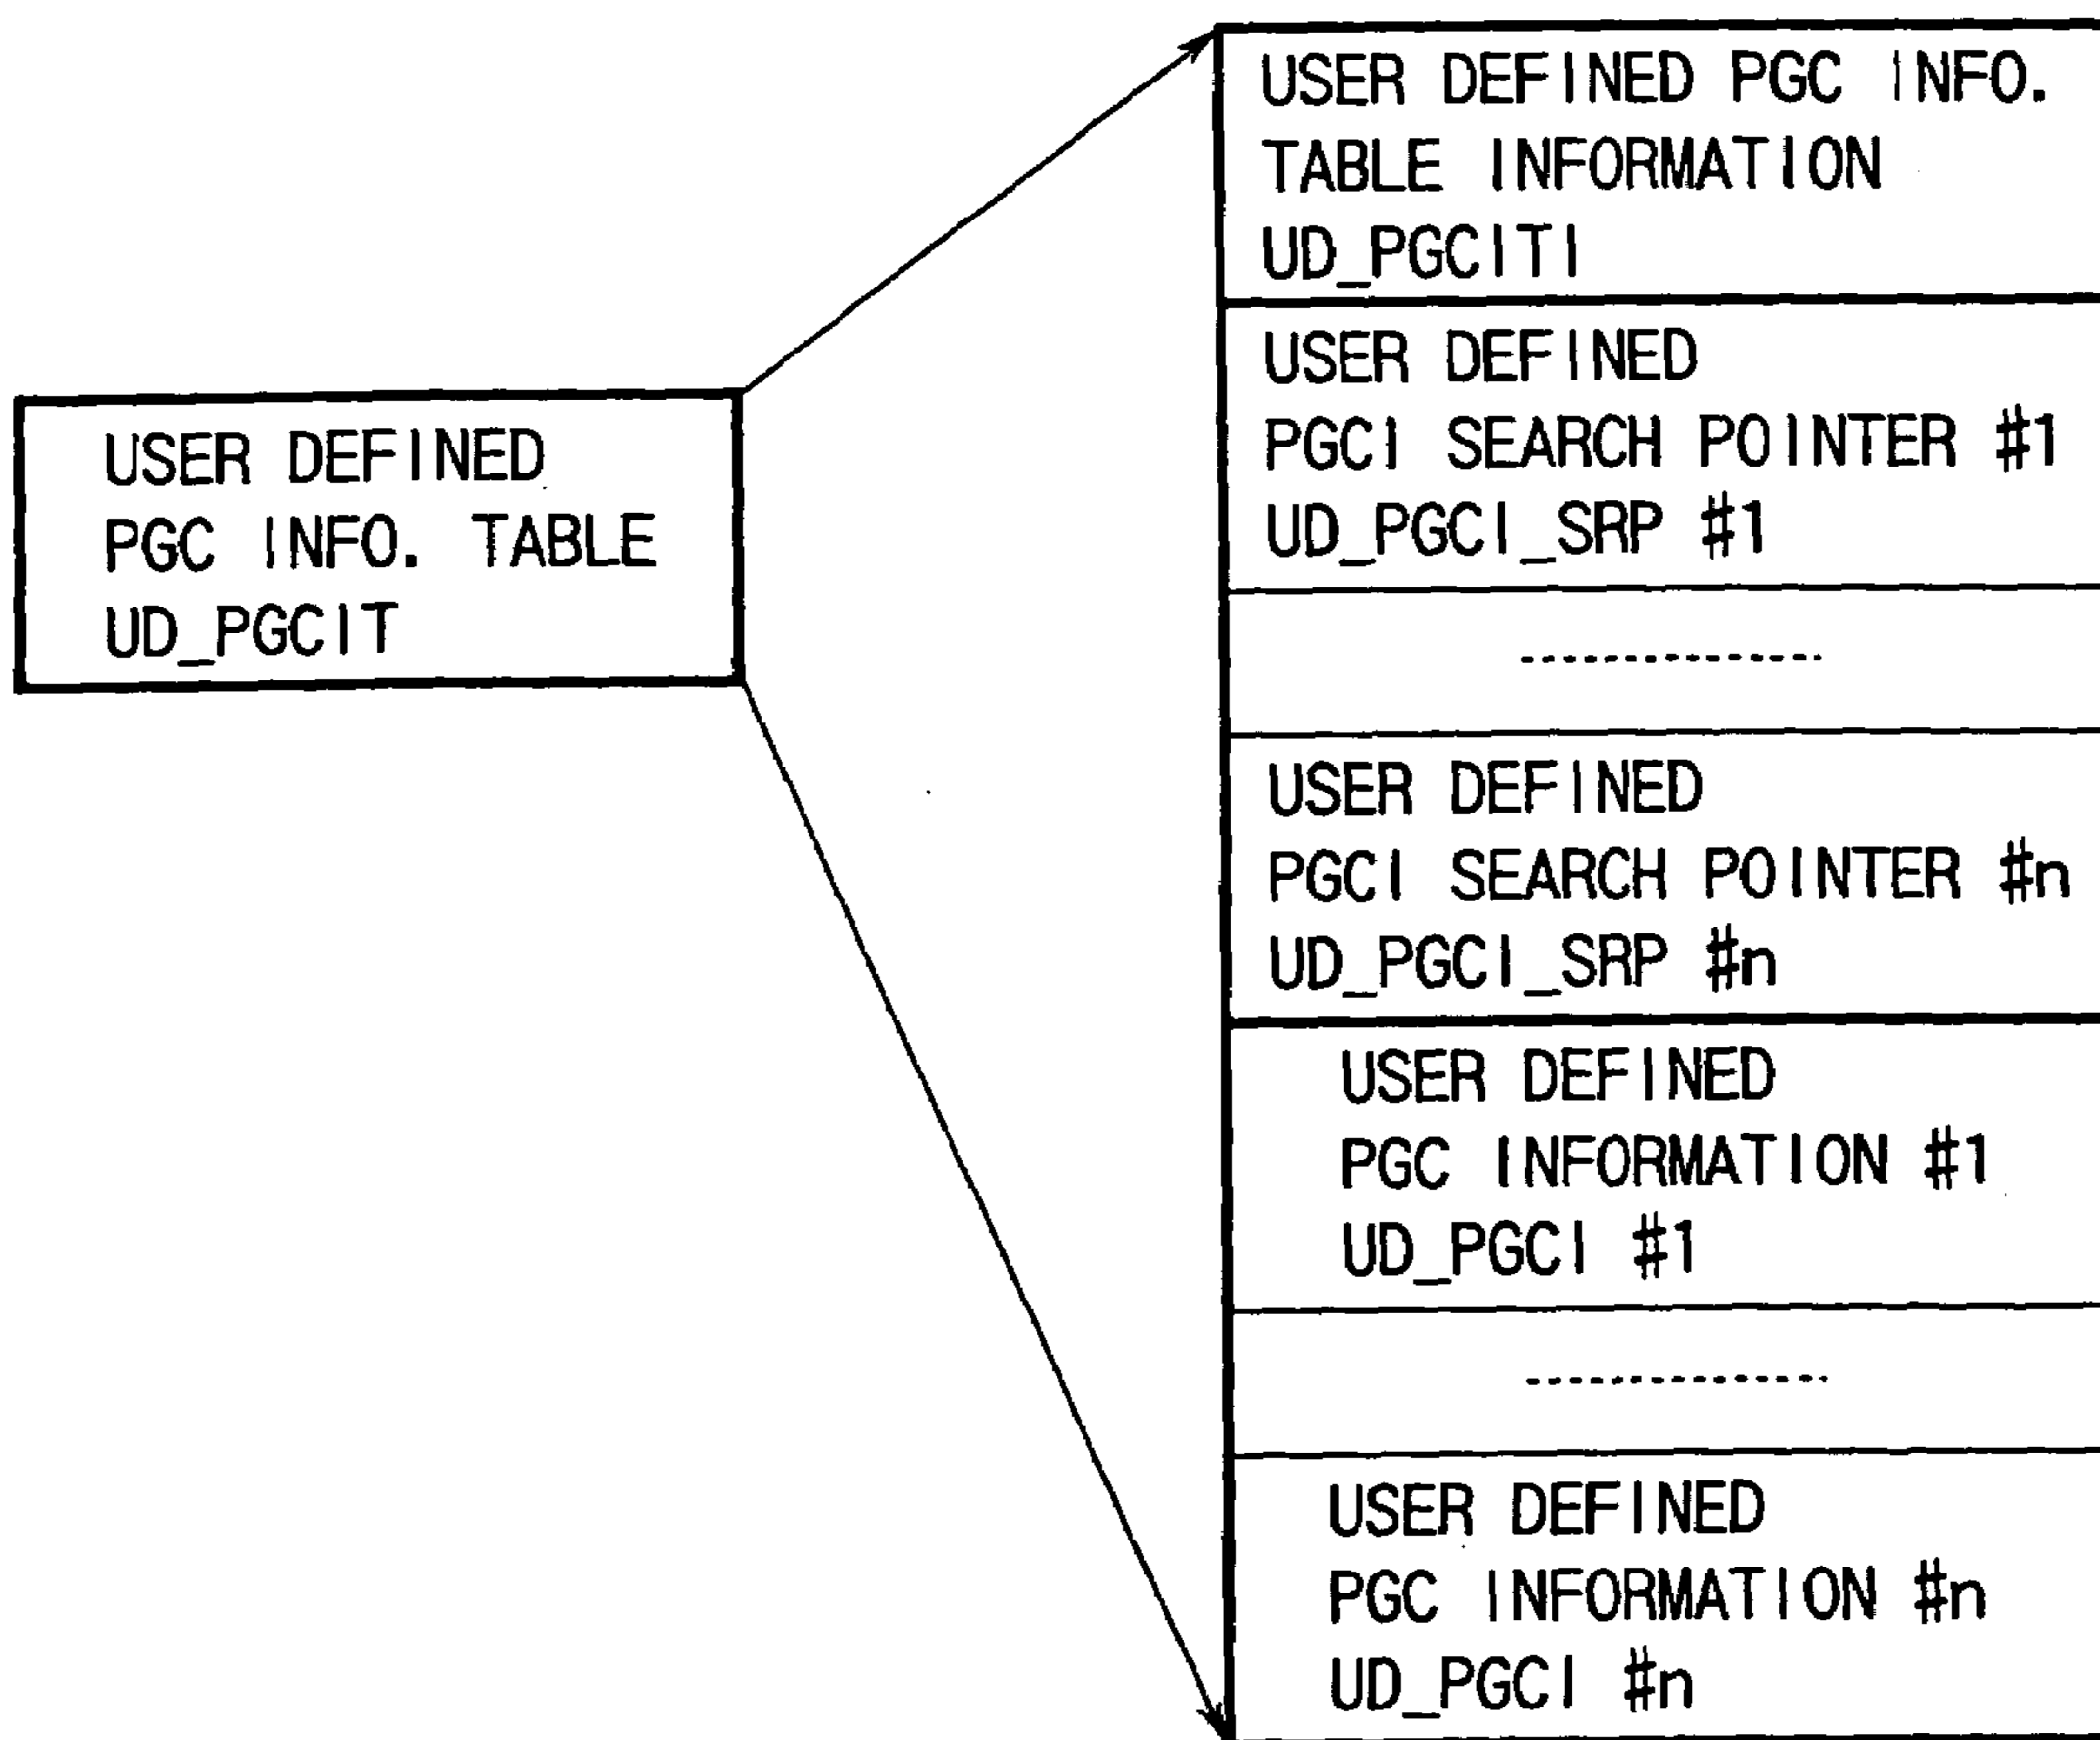 USER DEFINED
PGC INFO. TABLE
UD_PGCIT
USER DEFINED PGC INFO.
TABLE INFORMATION
UD_PGCITI
USER DEFINED
PGCI SEARCH POINTER #1
UD_PGCI_SRP #1
---------------
USER DEFINED
PGCI SEARCH POINTER #n
UD_PGCI_SRP #n
USER DEFINED
PGC INFORMATION #1
UD_PGCI #1
---------------
USER DEFINED
PGC INFORMATION #n
UD_PGCI #n